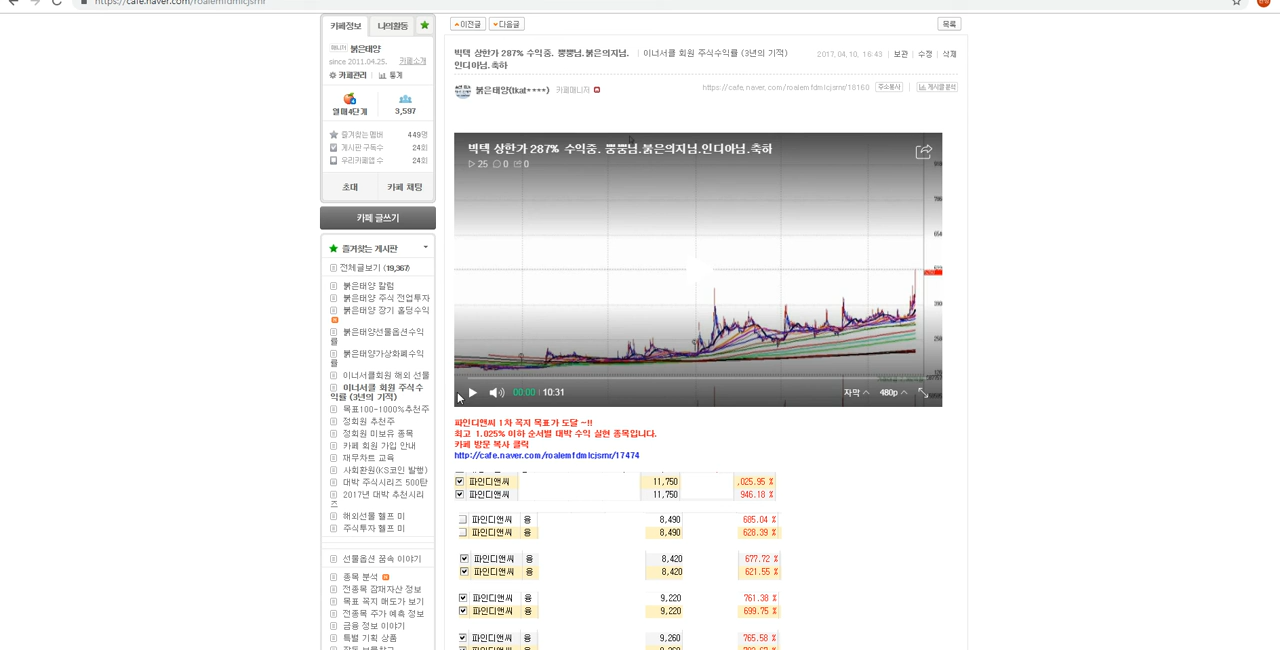 https://cafe.naver.com/roalemfdmlcjsmr
카페정보 나의활동
매니저 붉은태양
since 2011.04.25. 카페소개
카페관리 통계
열매4단계 3,597
즐겨찾는 멤버 449명
게시판 구독수 24회
우리카페앱 수 24회
초대 카페 채팅
카페 글쓰기
즐겨찾는 게시판
전체글보기 (19,367)
붉은태양 칼럼
붉은태양 주식 전업투자
붉은태양 장기 홀딩수익
붉은태양선물옵션수익
률
붉은태양가상화폐수익
률
이너서클회원 해외 선물
이너서클 회원 주식수
익률 (3년의 기적)
목표100~1000%추천주
정회원 추천주
정회원 미보유 종목
카페 회원 가입 안내
재무차트 교육
사회환원(KS코인 발행)
대박 주식시리즈 500탄
2017년 대박 추천시리
즈
해외선물 헬프 미
주식투자 헬프 미
선물옵션 꿈속 이야기
종목 분석
전종목 잠재자산 정보
목표 꼭지 매도가 보기
전종목 주가 예측 정보
금융 정보 이야기
특별 기획 상품
이전글 다음글 목록
빅텍 상한가 287% 수익중. 뿡뿡님.붉은의지님. 이너서클 회원 주식수익률 (3년의 기적) 2017.04.10. 16:43 보관 수정 삭제
인디아님.축하
붉은태양(tkat****) 카페매니저 https://cafe.naver.com/roalemfdmlcjsmr/18160 주소복사 게시글 분석
빅텍 상한가 287% 수익중. 뿡뿡님.붉은의지님.인디아님.축하
25 0 0
00:00 10:31 자막 480p
파인디앤씨 1차 꼭지 목표가 도달 ~!!
최고 1.025% 이하 순서별 대박 수익 실현 종목입니다.
카페 방문 복사 클릭
http://cafe.naver.com/roalemfdmlcjsmr/17474
파인디앤씨 11,750 ,025.95 %
파인디앤씨 11,750 946.18 %
파인디앤씨 융 8,490 685.04 %
파인디앤씨 융 8,490 628.39 %
파인디앤씨 융 8,420 677.72 %
파인디앤씨 융 8,420 621.55 %
파인디앤씨 융 9,220 761.38 %
파인디앤씨 융 9,220 699.75 %
파인디앤씨 융 9,260 765.58 %